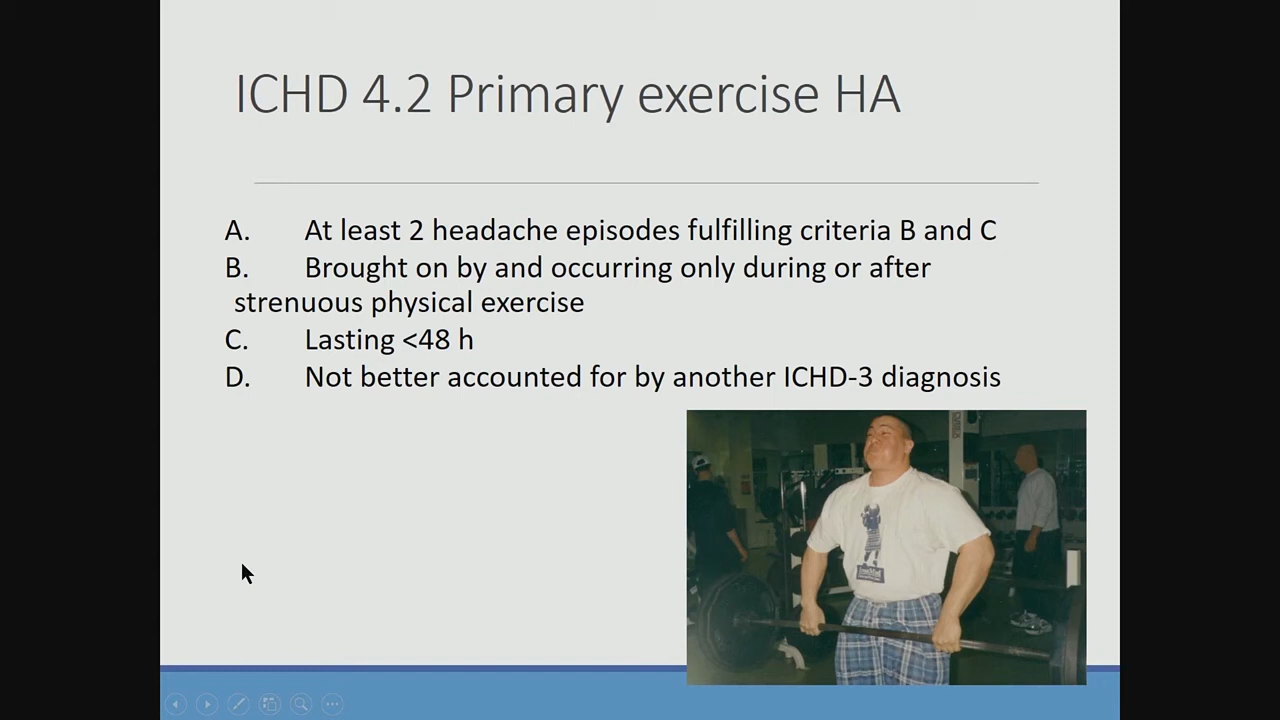 ICHD 4.2 Primary exercise HA
A. At least 2 headache episodes fulfilling criteria B and C
B. Brought on by and occurring only during or after
strenuous physical exercise
C. Lasting <48 h
D. Not better accounted for by another ICHD-3 diagnosis